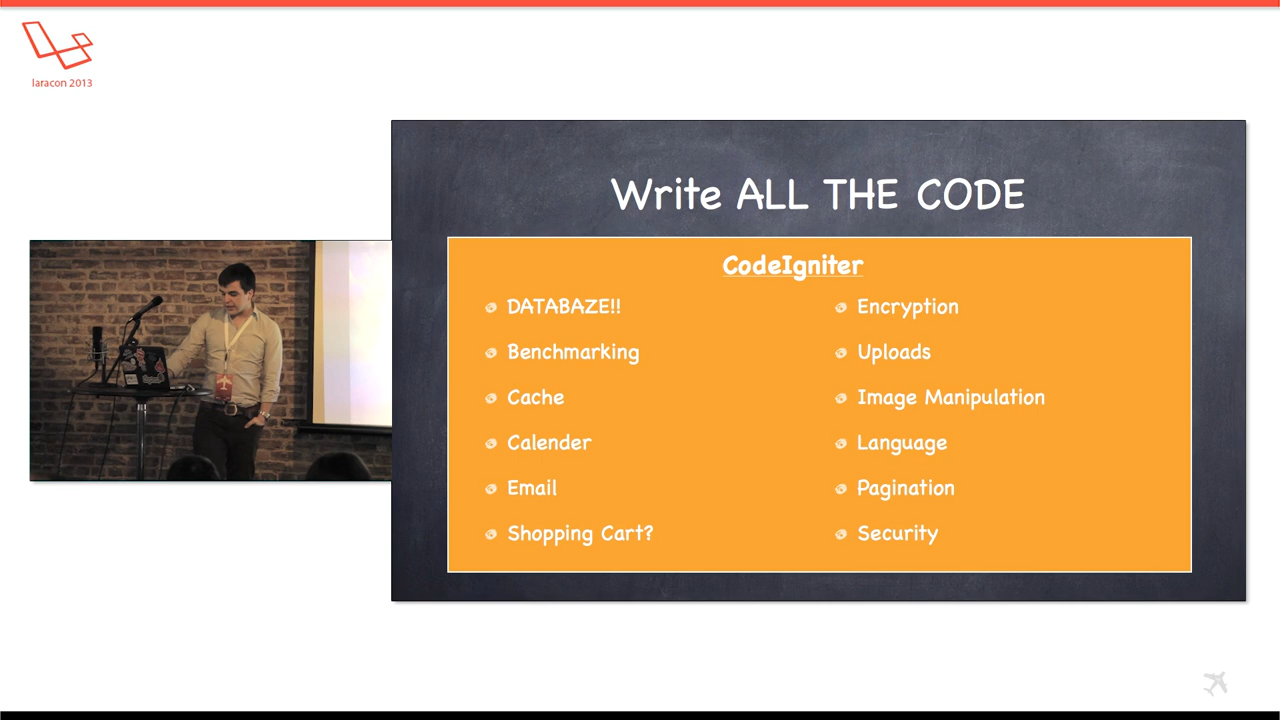 laracon 2013
Write ALL THE CODE
CodeIgniter
DATABAZE!!
Benchmarking
Cache
Calender
Email
Shopping Cart?
Encryption
Uploads
Image Manipulation
Language
Pagination
Security